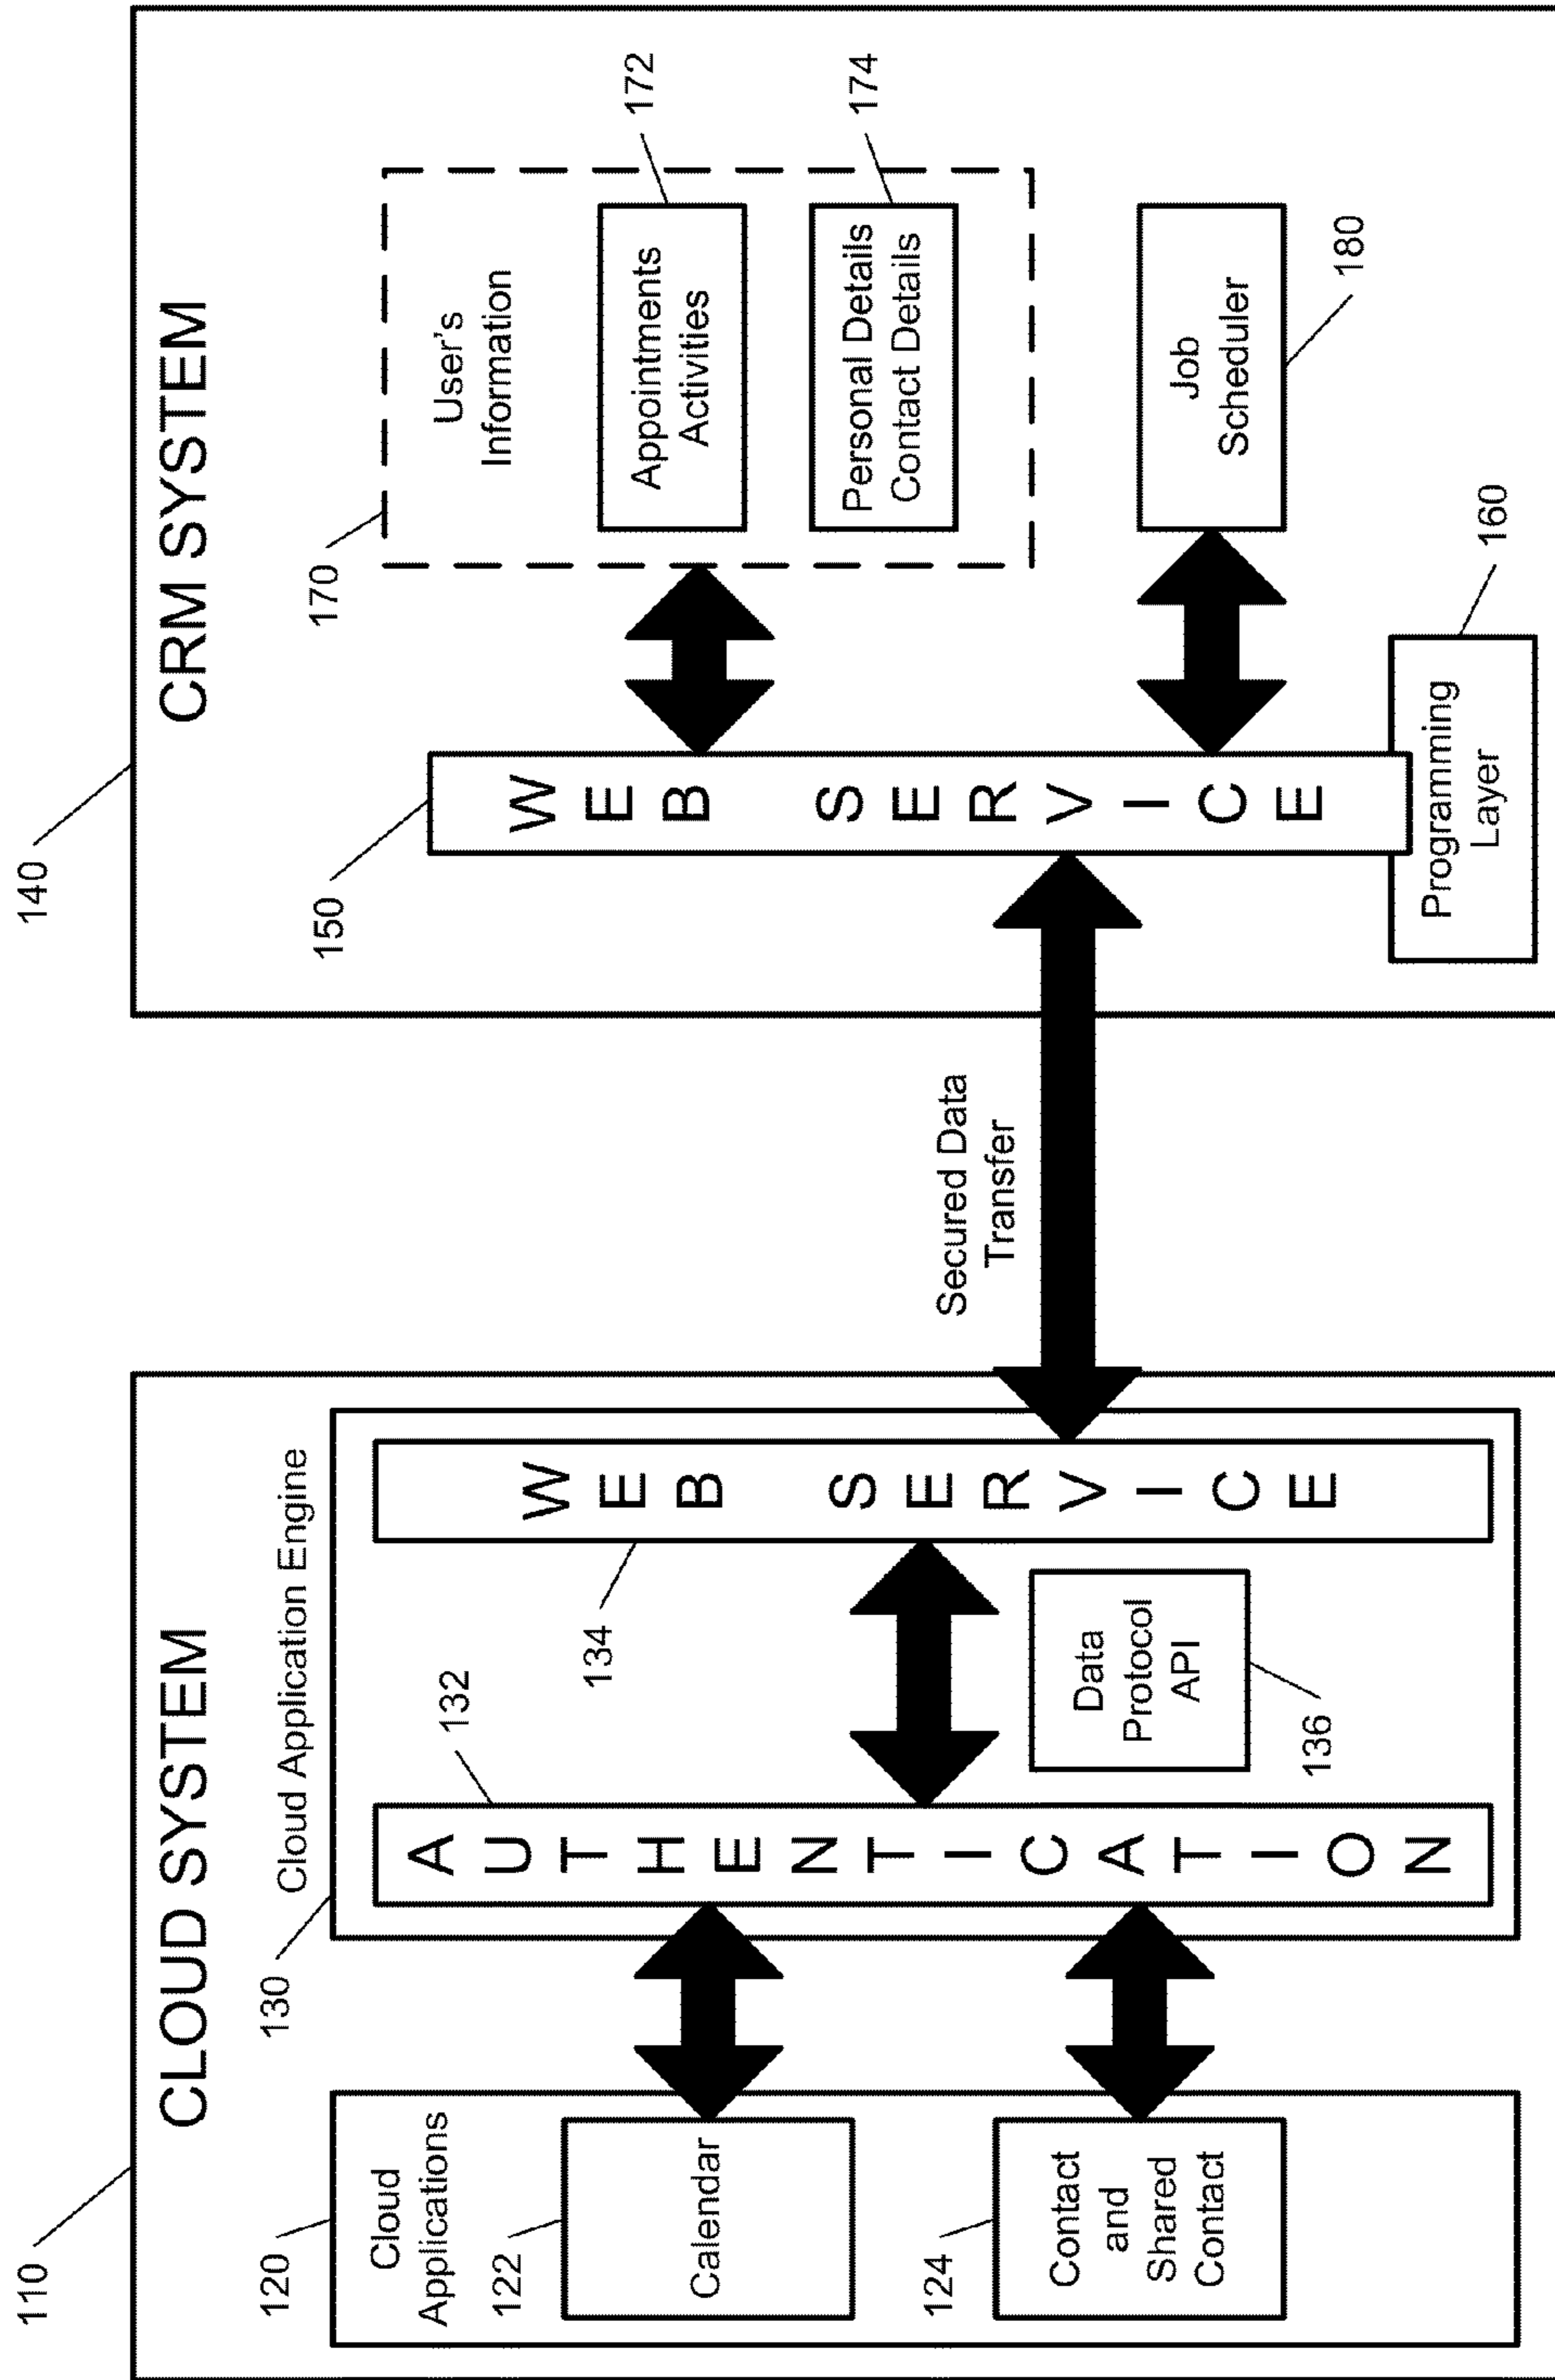 110
CLOUD SYSTEM
120
Cloud
Applications
122
Calendar
124
Contact
and
Shared
Contact
130
Cloud Application Engine
132
AUTHENTICATION
134
WEB SERVICE
Data
Protocol
API
136
Secured Data
Transfer
140
CRM SYSTEM
150
WEB SERVICE
160
Programming
Layer
170
User's
Information
172
Appointments
Activities
174
Personal Details
Contact Details
Job
Scheduler
180